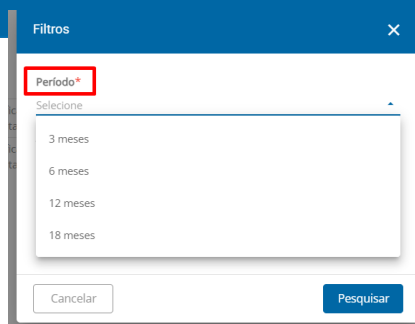 Filtros
Período*
Selecione
3 meses
6 meses
12 meses
18 meses
Cancelar
Pesquisar